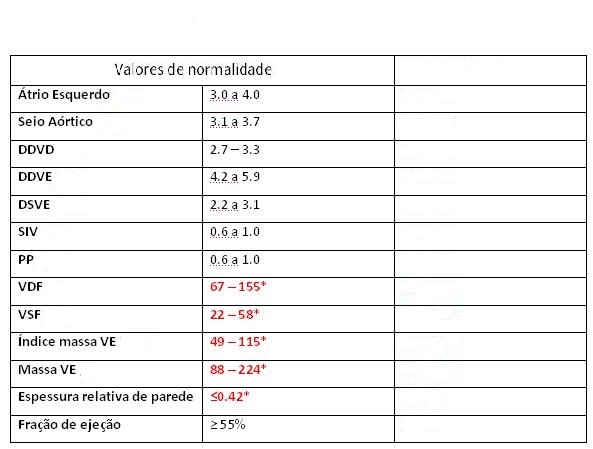 Valores de normalidade
Átrio Esquerdo 3.0 a 4.0
Seio Aórtico 3.1 a 3.7
DDVD 2.7 – 3.3
DDVE 4.2 a 5.9
DSVE 2.2 a 3.1
SIV 0.6 a 1.0
PP 0.6 a 1.0
VDF 67 – 155*
VSF 22 – 58*
Índice massa VE 49 – 115*
Massa VE 88 – 224*
Espessura relativa de parede ≤0.42*
Fração de ejeção ≥ 55%